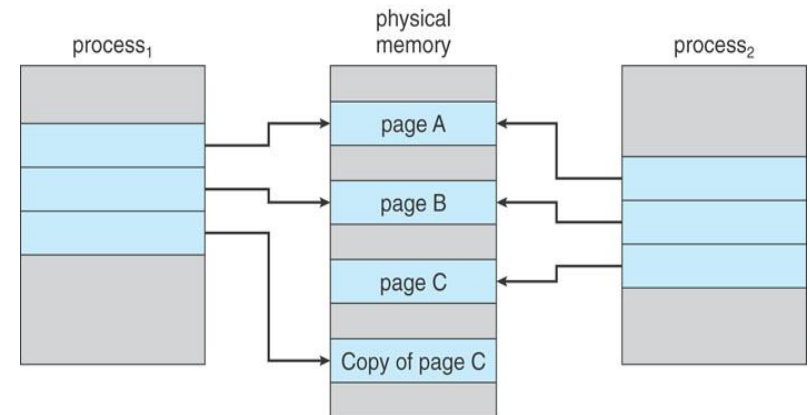 physical
memory
process₁
process₂
page A
page B
page C
Copy of page C